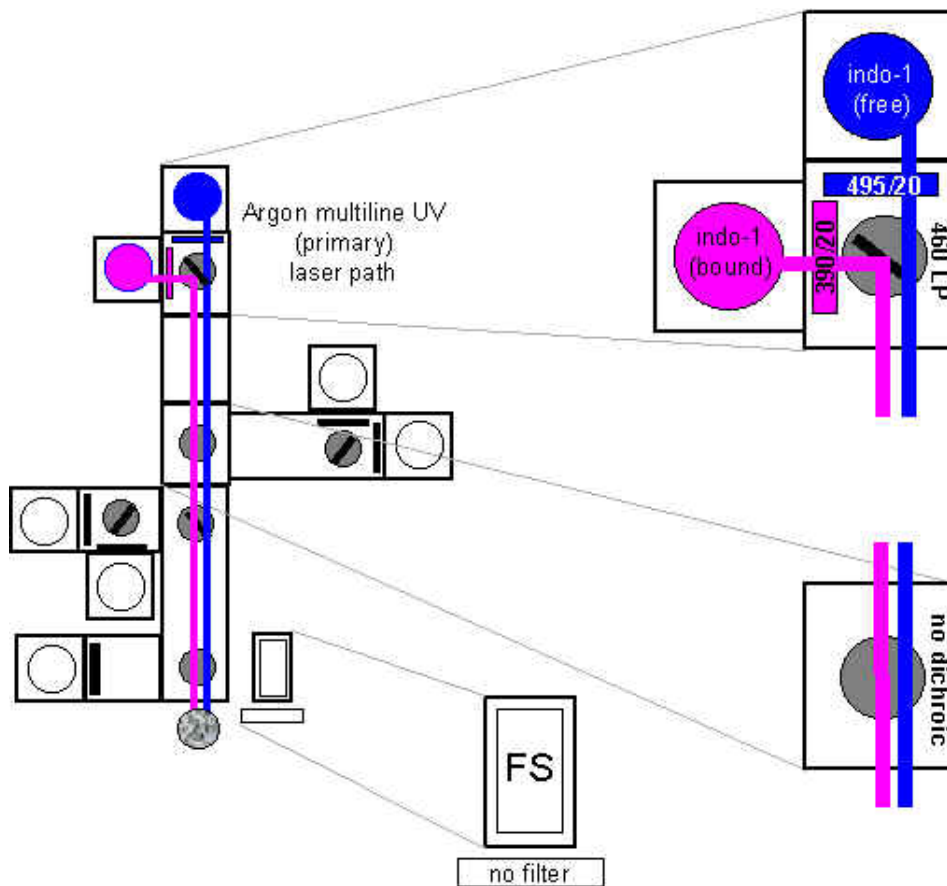 indo-1
(free)
495/20
Argon multiline UV
(primary)
laser path
indo-1
(bound)
390/20
460 LP
no dichroic
FS
no filter